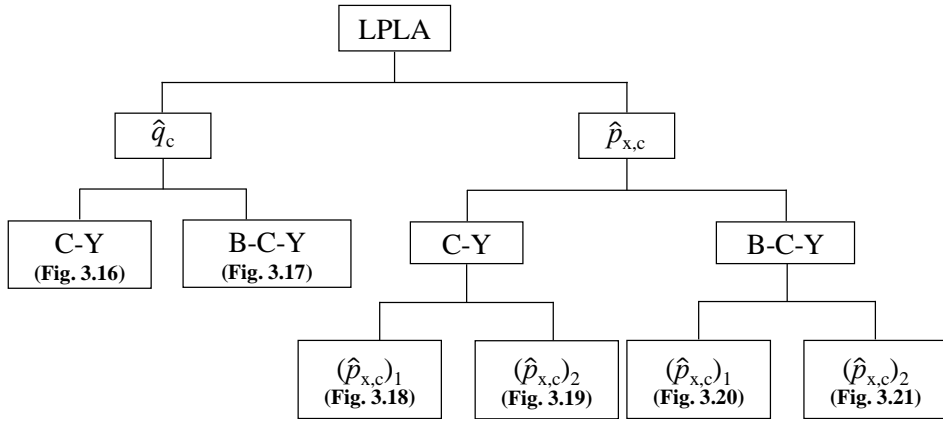 LPLA
q̂c
p̂x,c
C-Y
(Fig. 3.16)
B-C-Y
(Fig. 3.17)
C-Y
B-C-Y
(p̂x,c)1
(Fig. 3.18)
(p̂x,c)2
(Fig. 3.19)
(p̂x,c)1
(Fig. 3.20)
(p̂x,c)2
(Fig. 3.21)